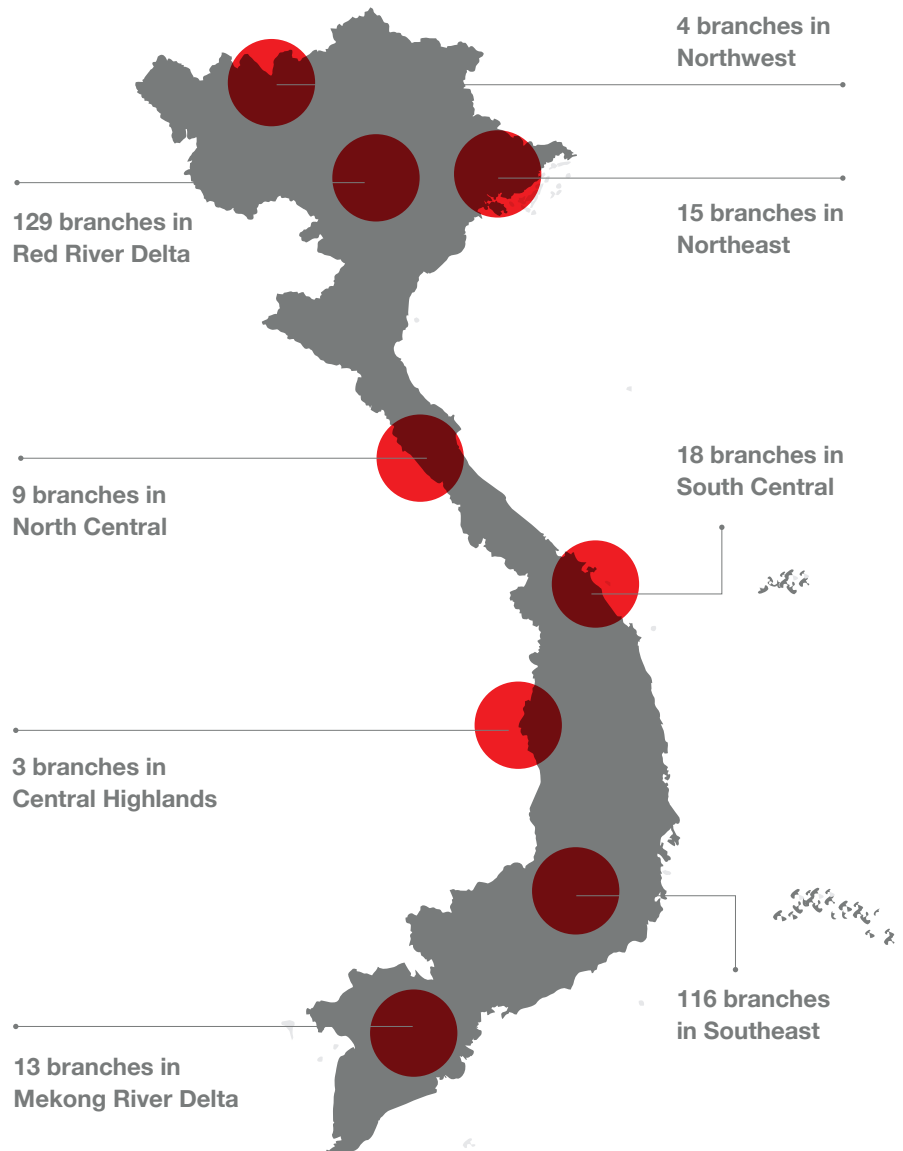 4 branches in
Northwest
129 branches in
Red River Delta
15 branches in
Northeast
9 branches in
North Central
18 branches in
South Central
3 branches in
Central Highlands
116 branches
in Southeast
13 branches in
Mekong River Delta